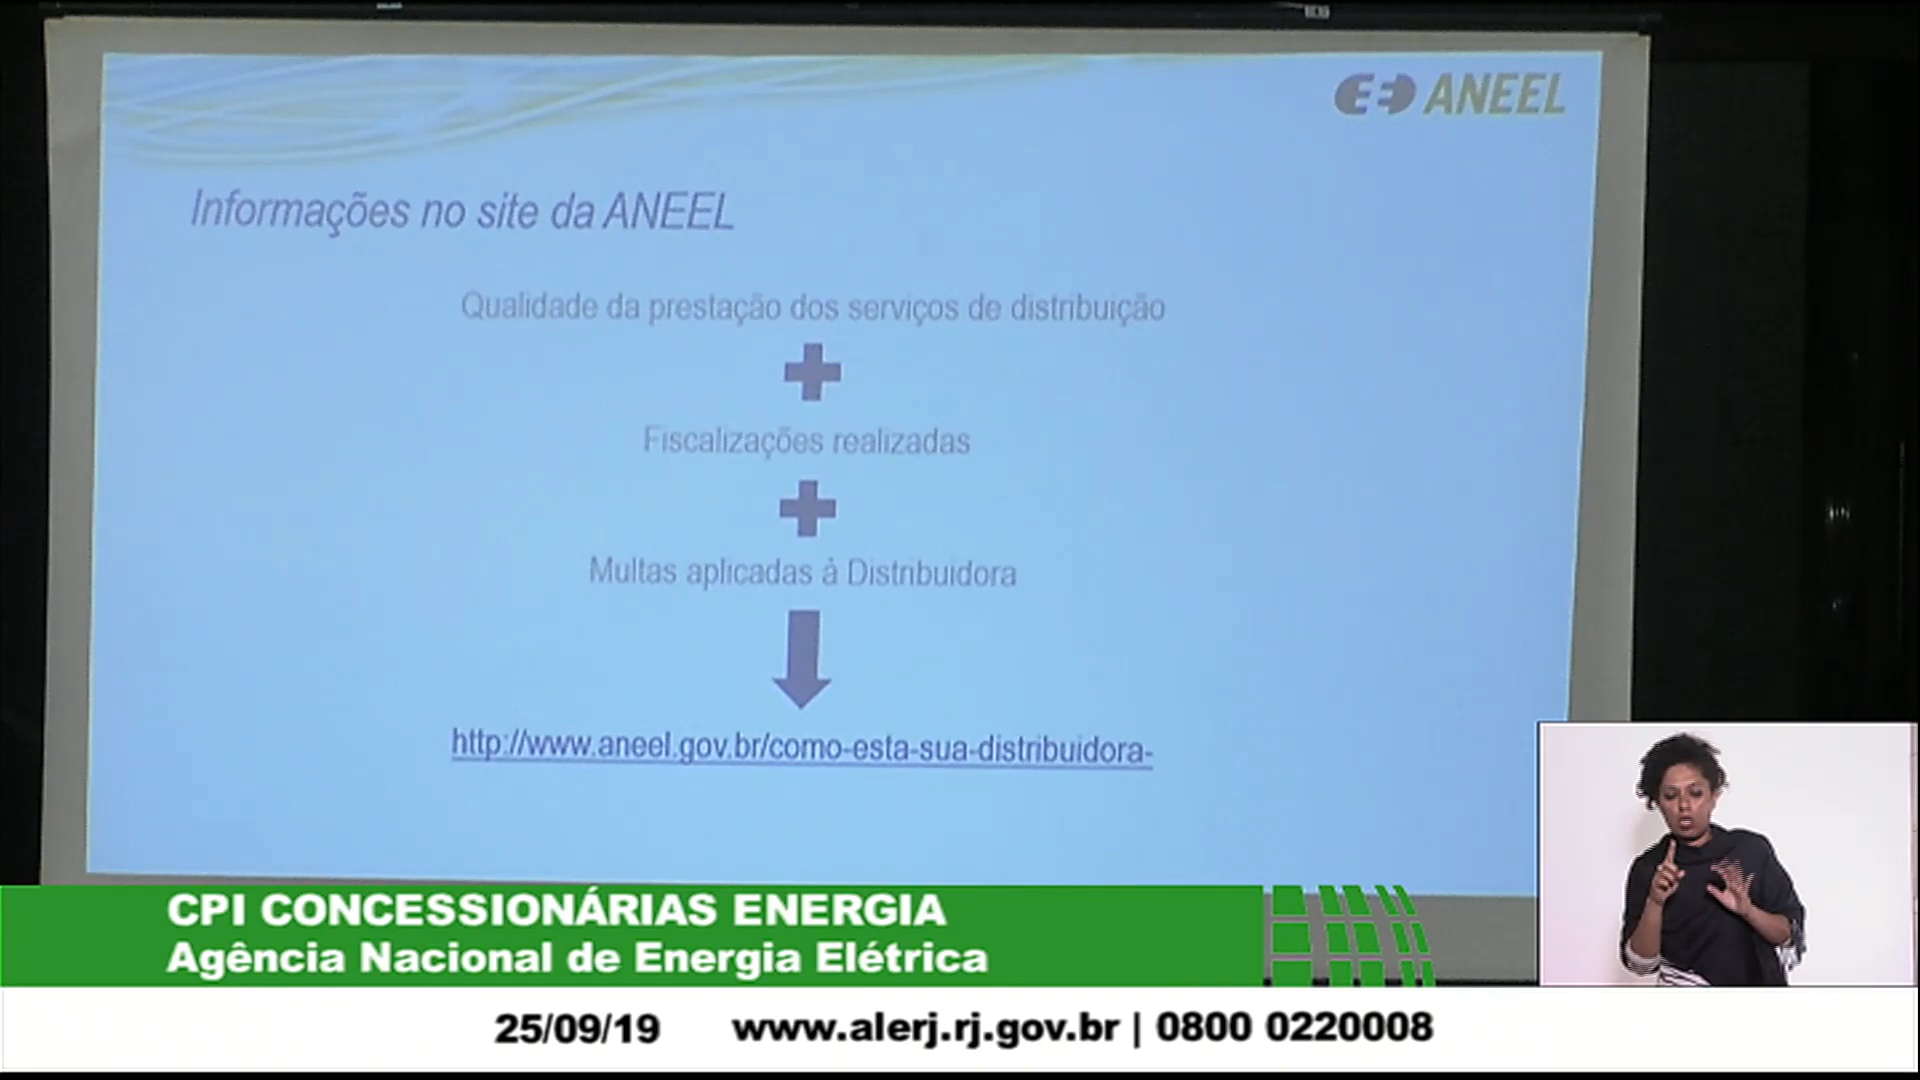 ANEEL
Informações no site da ANEEL
Qualidade da prestação dos serviços de distribuição
Fiscalizações realizadas
Multas aplicadas à Distribuidora
http://www.aneel.gov.br/como-esta-sua-distribuidora-
CPI CONCESSIONÁRIAS ENERGIA
Agência Nacional de Energia Elétrica
25/09/19 www.alerj.rj.gov.br | 0800 0220008